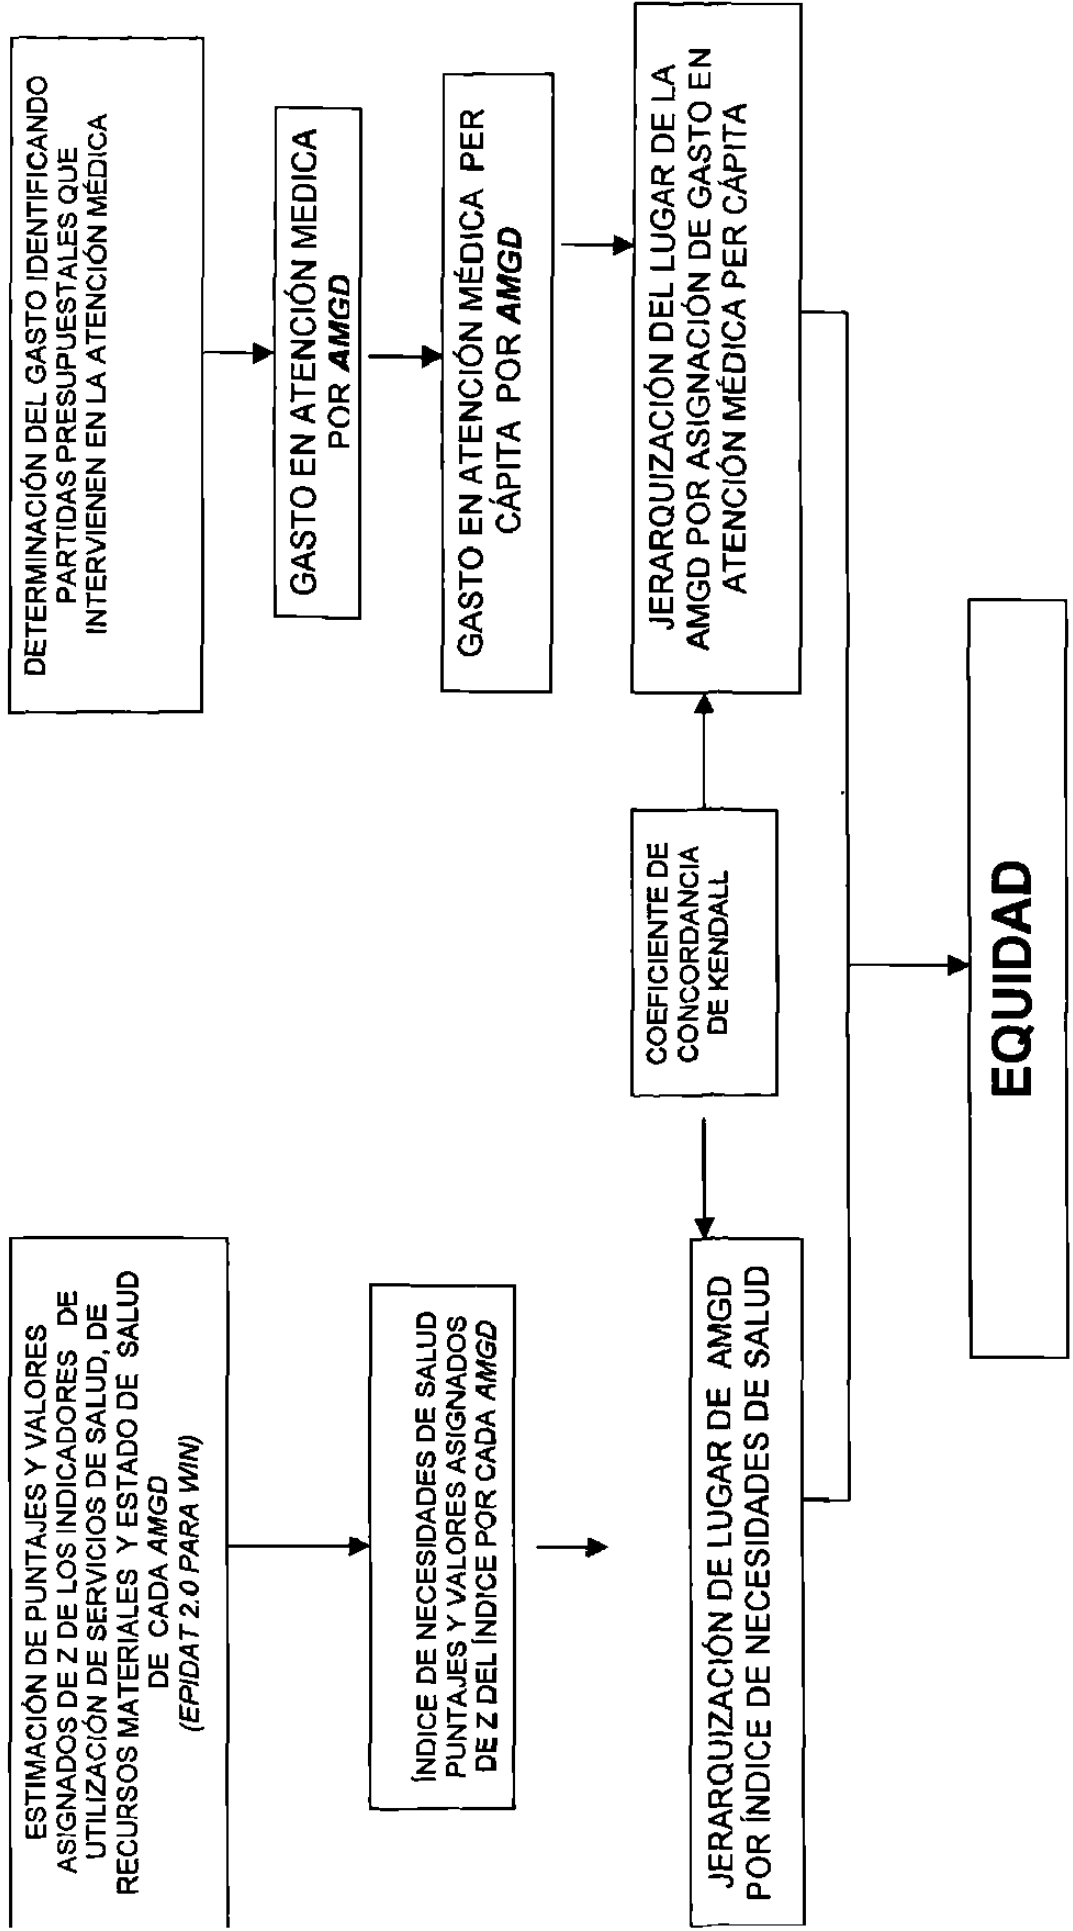 ESTIMACIÓN DE PUNTAJES Y VALORES
ASIGNADOS DE Z DE LOS INDICADORES DE
UTILIZACIÓN DE SERVICIOS DE SALUD, DE
RECURSOS MATERIALES Y ESTADO DE SALUD
DE CADA AMGD
(EPIDAT 2.0 PARA WIN)
ÍNDICE DE NECESIDADES DE SALUD
PUNTAJES Y VALORES ASIGNADOS
DE Z DEL ÍNDICE POR CADA AMGD
JERARQUIZACIÓN DE LUGAR DE AMGD
POR ÍNDICE DE NECESIDADES DE SALUD
COEFICIENTE DE
CONCORDANCIA
DE KENDALL
DETERMINACIÓN DEL GASTO IDENTIFICANDO
PARTIDAS PRESUPUESTALES QUE
INTERVIENEN EN LA ATENCIÓN MÉDICA
GASTO EN ATENCIÓN MEDICA
POR AMGD
GASTO EN ATENCIÓN MÉDICA PER
CÁPITA POR AMGD
JERARQUIZACIÓN DEL LUGAR DE LA
AMGD POR ASIGNACIÓN DE GASTO EN
ATENCIÓN MÉDICA PER CÁPITA
EQUIDAD